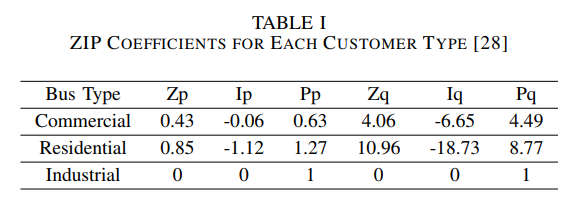 TABLE I
ZIP COEFFICIENTS FOR EACH CUSTOMER TYPE [28]
Bus Type Zp Ip Pp Zq Iq Pq
Commercial 0.43 -0.06 0.63 4.06 -6.65 4.49
Residential 0.85 -1.12 1.27 10.96 -18.73 8.77
Industrial 0 0 1 0 0 1